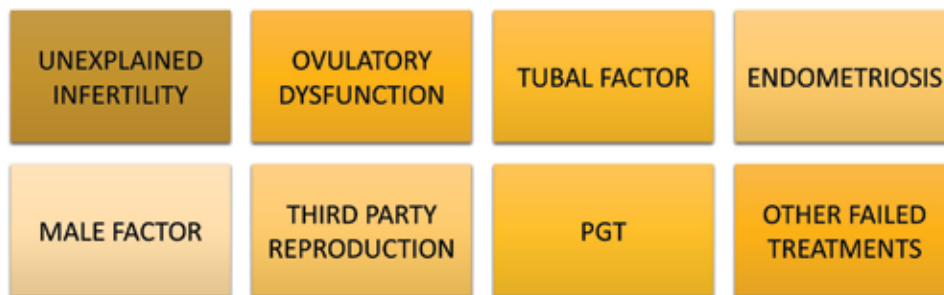 UNEXPLAINED
INFERTILITY
OVULATORY
DYSFUNCTION
TUBAL FACTOR
ENDOMETRIOSIS
MALE FACTOR
THIRD PARTY
REPRODUCTION
PGT
OTHER FAILED
TREATMENTS